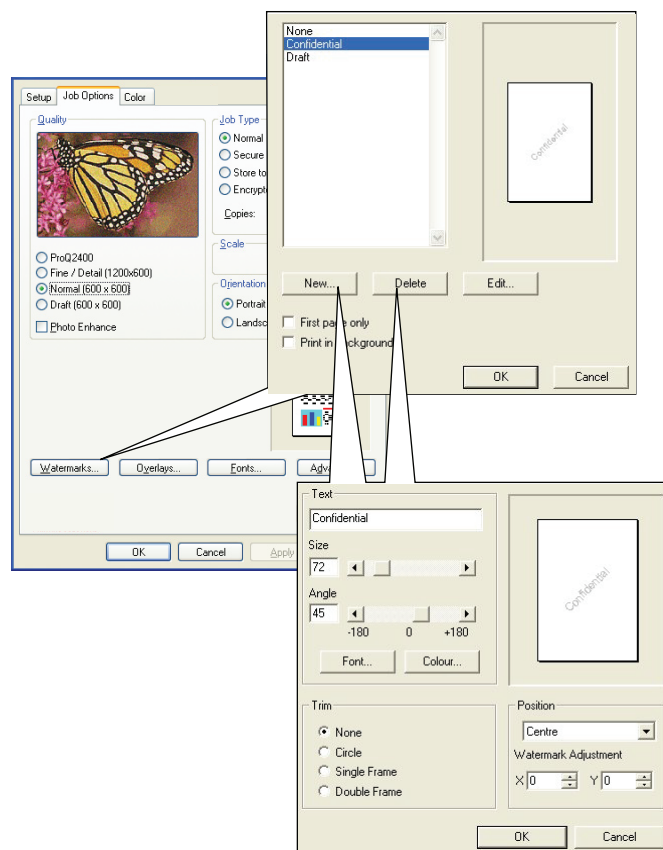 None
Confidential
Draft
Confidential
New...
Delete
Edit...
First page only
Print in background
OK
Cancel
Setup
Job Options
Color
Quality
ProQ2400
Fine / Detail (1200x600)
Normal (600 x 600)
Draft (600 x 600)
Photo Enhance
Job Type
Normal
Secure
Store to
Copies:
Scale
Orientation
Portrait
Watermarks...
Overlays...
Fonts...
OK
Cancel
Apply
Text
Confidential
Size
72
Angle
45
-180 0 +180
Font...
Colour...
Confidential
Trim
None
Circle
Single Frame
Double Frame
Position
Centre
Watermark Adjustment
X 0 Y 0
OK
Cancel